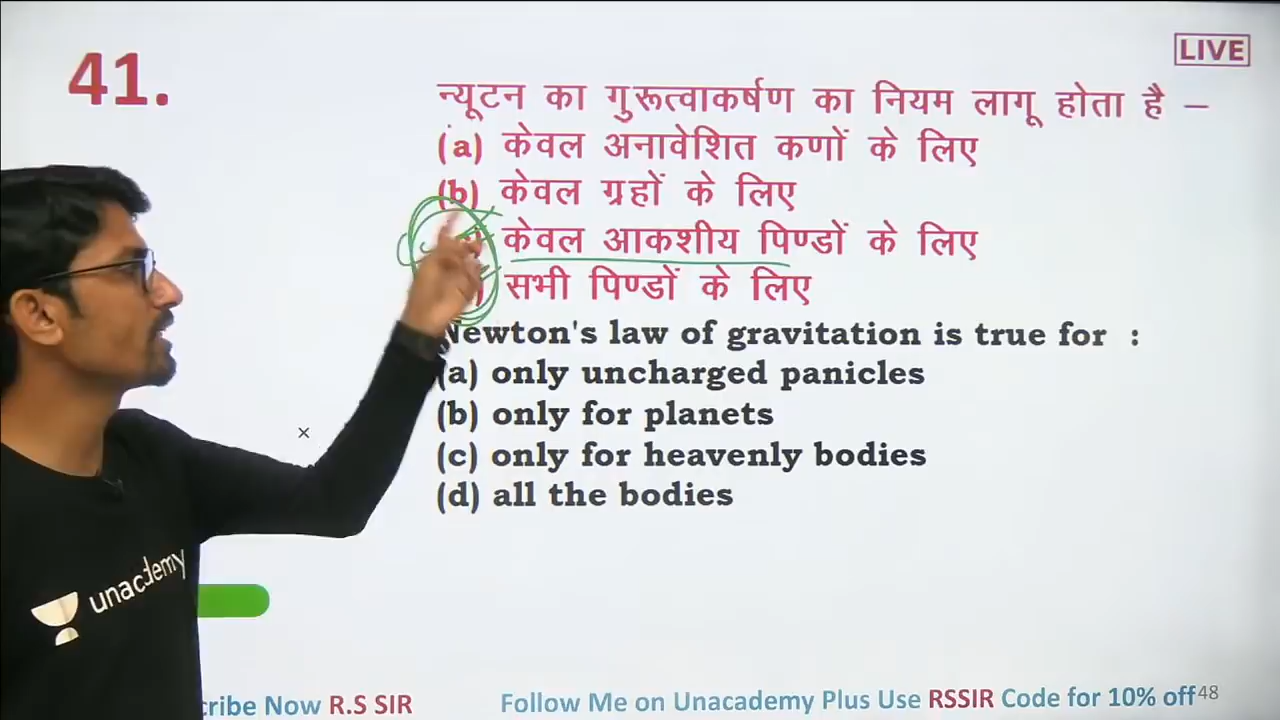 41.
LIVE
न्यूटन का गुरूत्वाकर्षण का नियम लागू होता है –
(a) केवल अनावेशित कणों के लिए
(b) केवल ग्रहों के लिए
केवल आकशीय पिण्डों के लिए
सभी पिण्डों के लिए
Newton's law of gravitation is true for :
(a) only uncharged panicles
(b) only for planets
(c) only for heavenly bodies
(d) all the bodies
unacademy
Now R.S SIR
Follow Me on Unacademy Plus Use RSSIR Code for 10% off
48